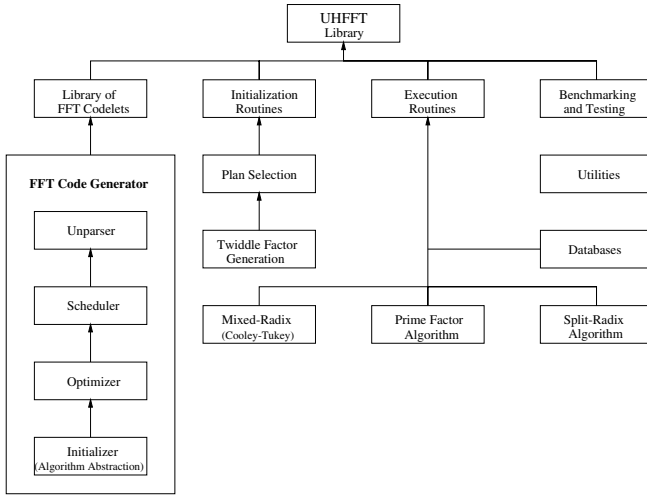 UHFFT
Library
Library of
FFT Codelets
Initialization
Routines
Execution
Routines
Benchmarking
and Testing
FFT Code Generator
Plan Selection
Utilities
Unparser
Twiddle Factor
Generation
Databases
Scheduler
Mixed-Radix
(Cooley-Tukey)
Prime Factor
Algorithm
Split-Radix
Algorithm
Optimizer
Initializer
(Algorithm Abstraction)